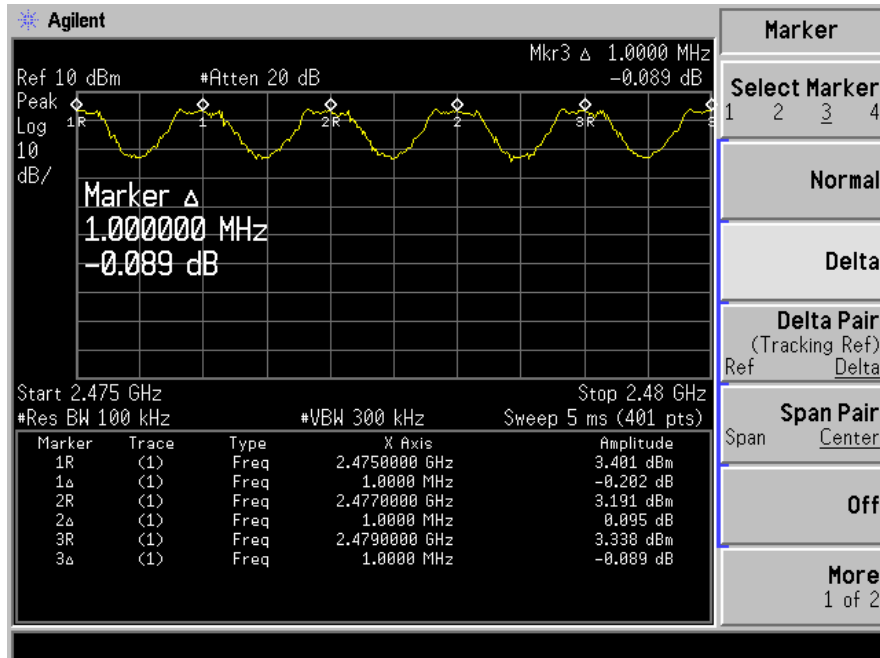 Agilent
Marker
Mkr3 Δ 1.0000 MHz
Ref 10 dBm #Atten 20 dB -0.089 dB
Peak
Log
10
dB/
1R 1 2R 2 3R 3
Marker Δ
1.000000 MHz
-0.089 dB
Start 2.475 GHz Stop 2.48 GHz
#Res BW 100 kHz #VBW 300 kHz Sweep 5 ms (401 pts)
Marker Trace Type X Axis Amplitude
1R (1) Freq 2.4750000 GHz 3.401 dBm
1Δ (1) Freq 1.0000 MHz -0.202 dB
2R (1) Freq 2.4770000 GHz 3.191 dBm
2Δ (1) Freq 1.0000 MHz 0.095 dB
3R (1) Freq 2.4790000 GHz 3.338 dBm
3Δ (1) Freq 1.0000 MHz -0.089 dB
Select Marker
1 2 3 4
Normal
Delta
Delta Pair
(Tracking Ref)
Ref Delta
Span Pair
Span Center
Off
More
1 of 2